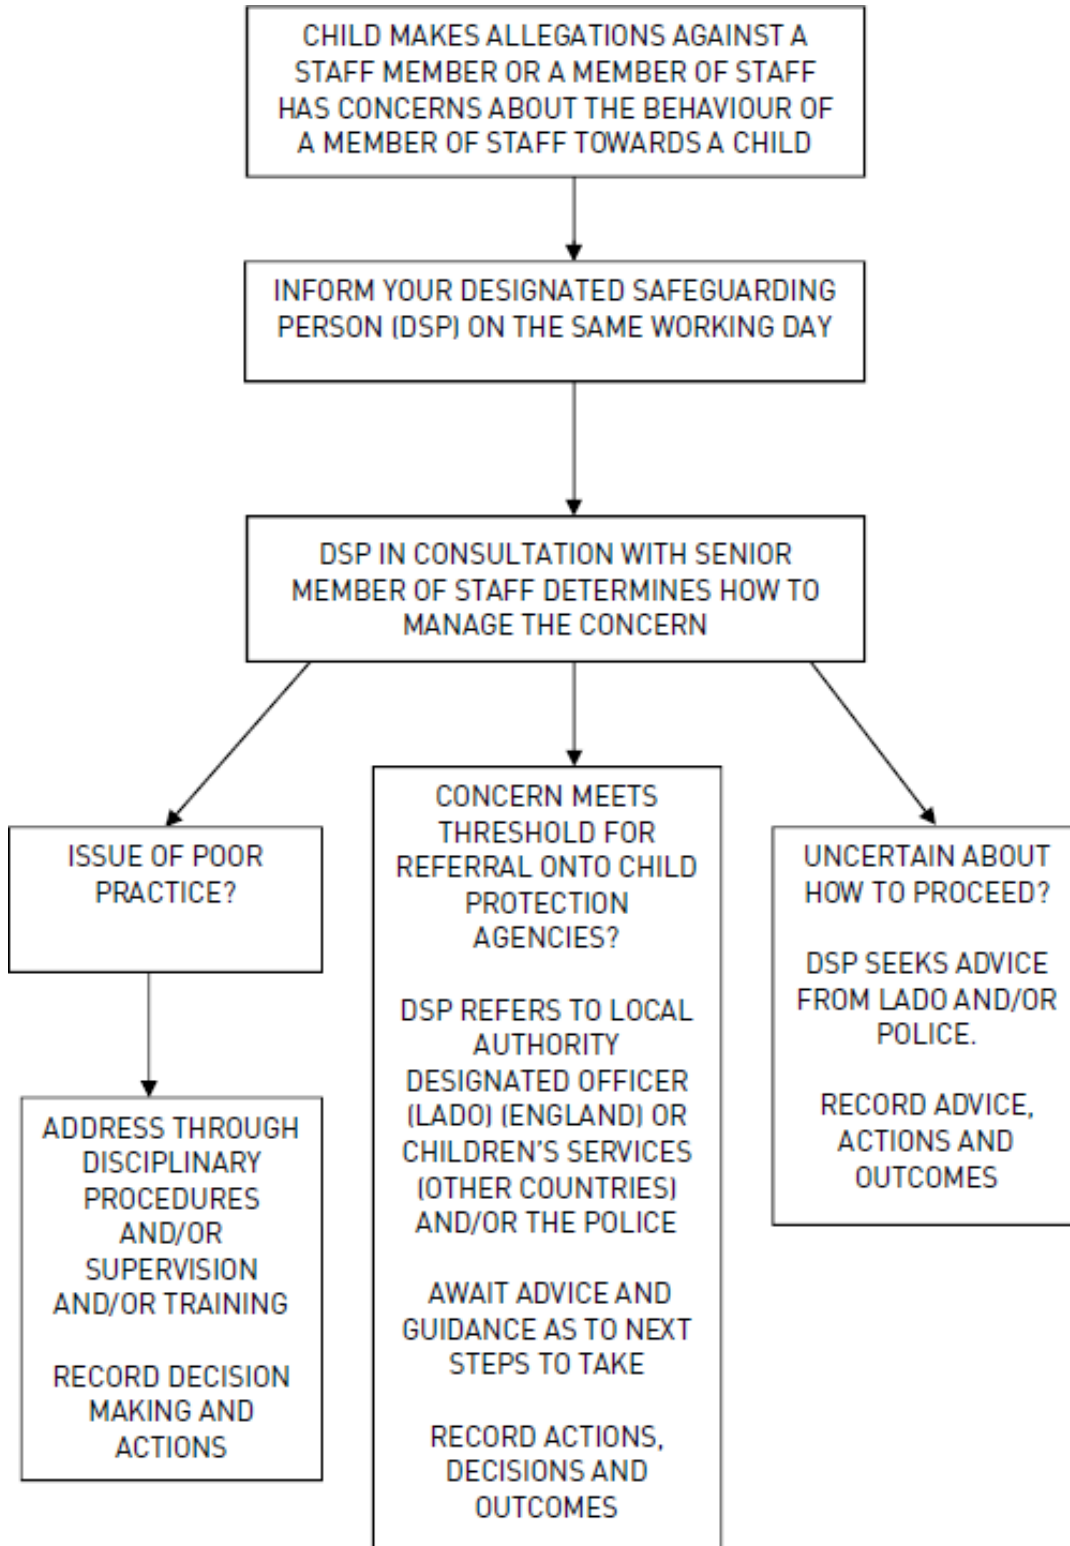 CHILD MAKES ALLEGATIONS AGAINST A
STAFF MEMBER OR A MEMBER OF STAFF
HAS CONCERNS ABOUT THE BEHAVIOUR OF
A MEMBER OF STAFF TOWARDS A CHILD
INFORM YOUR DESIGNATED SAFEGUARDING
PERSON (DSP) ON THE SAME WORKING DAY
DSP IN CONSULTATION WITH SENIOR
MEMBER OF STAFF DETERMINES HOW TO
MANAGE THE CONCERN
ISSUE OF POOR
PRACTICE?
ADDRESS THROUGH
DISCIPLINARY
PROCEDURES
AND/OR
SUPERVISION
AND/OR TRAINING
RECORD DECISION
MAKING AND
ACTIONS
CONCERN MEETS
THRESHOLD FOR
REFERRAL ONTO CHILD
PROTECTION
AGENCIES?
DSP REFERS TO LOCAL
AUTHORITY
DESIGNATED OFFICER
(LADO) (ENGLAND) OR
CHILDREN'S SERVICES
(OTHER COUNTRIES)
AND/OR THE POLICE
AWAIT ADVICE AND
GUIDANCE AS TO NEXT
STEPS TO TAKE
RECORD ACTIONS,
DECISIONS AND
OUTCOMES
UNCERTAIN ABOUT
HOW TO PROCEED?
DSP SEEKS ADVICE
FROM LADO AND/OR
POLICE.
RECORD ADVICE,
ACTIONS AND
OUTCOMES